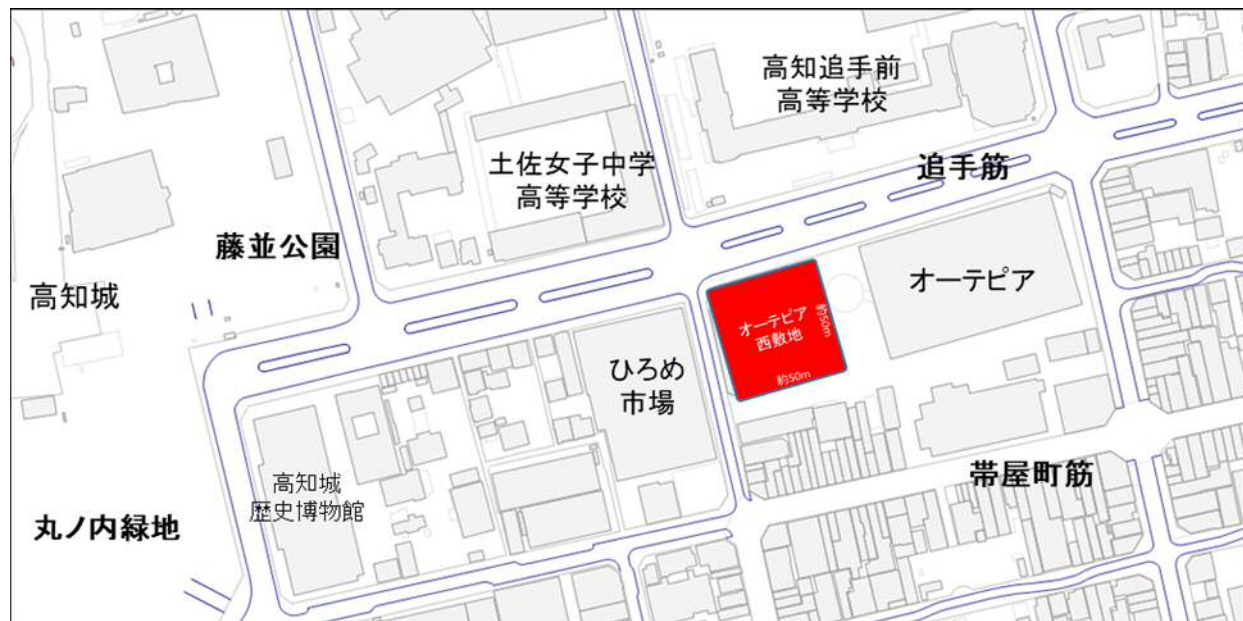 高知追手前
高等学校
土佐女子中学
高等学校
追手筋
藤並公園
高知城
オーテピア
オーテピア
西敷地
約50m
約50m
ひろめ
市場
帯屋町筋
高知城
歴史博物館
丸ノ内緑地